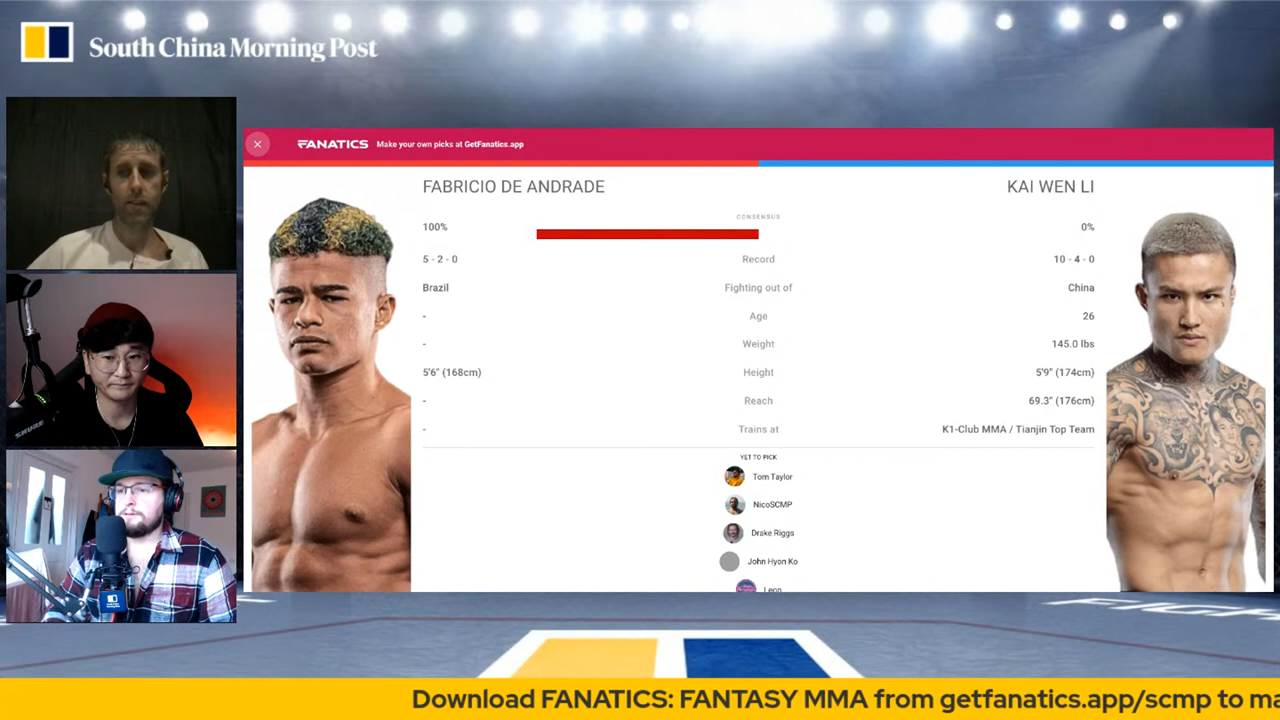 South China Morning Post
× FANATICS Make your own picks at GetFanatics.app
FABRICIO DE ANDRADE KAI WEN LI
CONSENSUS
100% 0%
5 - 2 - 0 Record 10 - 4 - 0
Brazil Fighting out of China
- Age 26
- Weight 145.0 lbs
5'6" (168cm) Height 5'9" (174cm)
- Reach 69.3" (176cm)
- Trains at K1-Club MMA / Tianjin Top Team
YET TO PICK
Tom Taylor
NicoSCMP
Drake Riggs
John Hyon Ko
Leon
SHURE
Download FANATICS: FANTASY MMA from getfanatics.app/scmp to ma